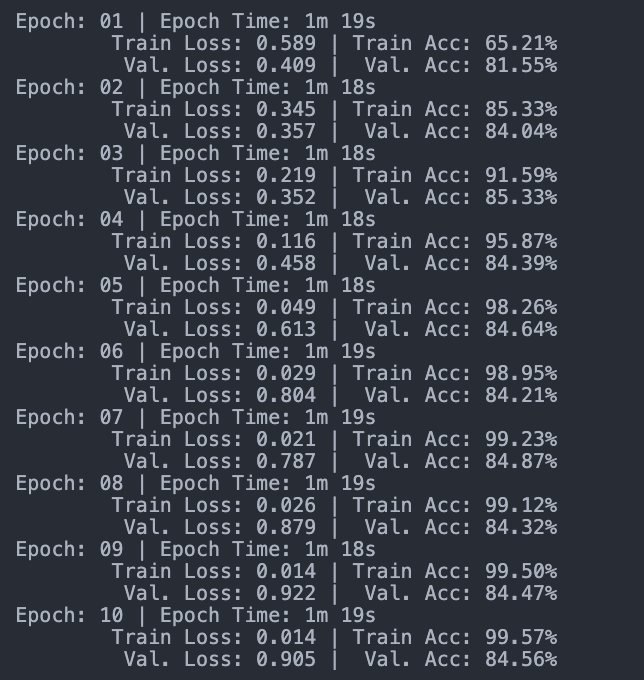 Epoch: 01 | Epoch Time: 1m 19s
Train Loss: 0.589 | Train Acc: 65.21%
Val. Loss: 0.409 | Val. Acc: 81.55%
Epoch: 02 | Epoch Time: 1m 18s
Train Loss: 0.345 | Train Acc: 85.33%
Val. Loss: 0.357 | Val. Acc: 84.04%
Epoch: 03 | Epoch Time: 1m 18s
Train Loss: 0.219 | Train Acc: 91.59%
Val. Loss: 0.352 | Val. Acc: 85.33%
Epoch: 04 | Epoch Time: 1m 18s
Train Loss: 0.116 | Train Acc: 95.87%
Val. Loss: 0.458 | Val. Acc: 84.39%
Epoch: 05 | Epoch Time: 1m 18s
Train Loss: 0.049 | Train Acc: 98.26%
Val. Loss: 0.613 | Val. Acc: 84.64%
Epoch: 06 | Epoch Time: 1m 19s
Train Loss: 0.029 | Train Acc: 98.95%
Val. Loss: 0.804 | Val. Acc: 84.21%
Epoch: 07 | Epoch Time: 1m 19s
Train Loss: 0.021 | Train Acc: 99.23%
Val. Loss: 0.787 | Val. Acc: 84.87%
Epoch: 08 | Epoch Time: 1m 19s
Train Loss: 0.026 | Train Acc: 99.12%
Val. Loss: 0.879 | Val. Acc: 84.32%
Epoch: 09 | Epoch Time: 1m 18s
Train Loss: 0.014 | Train Acc: 99.50%
Val. Loss: 0.922 | Val. Acc: 84.47%
Epoch: 10 | Epoch Time: 1m 19s
Train Loss: 0.014 | Train Acc: 99.57%
Val. Loss: 0.905 | Val. Acc: 84.56%